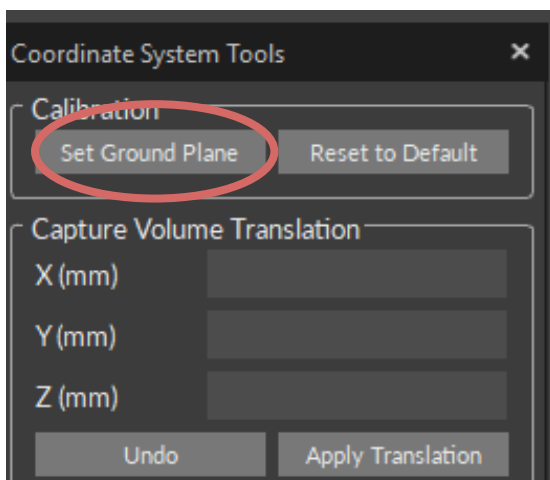 Coordinate System Tools ×
Calibration
Set Ground Plane Reset to Default
Capture Volume Translation
X (mm)
Y (mm)
Z (mm)
Undo Apply Translation